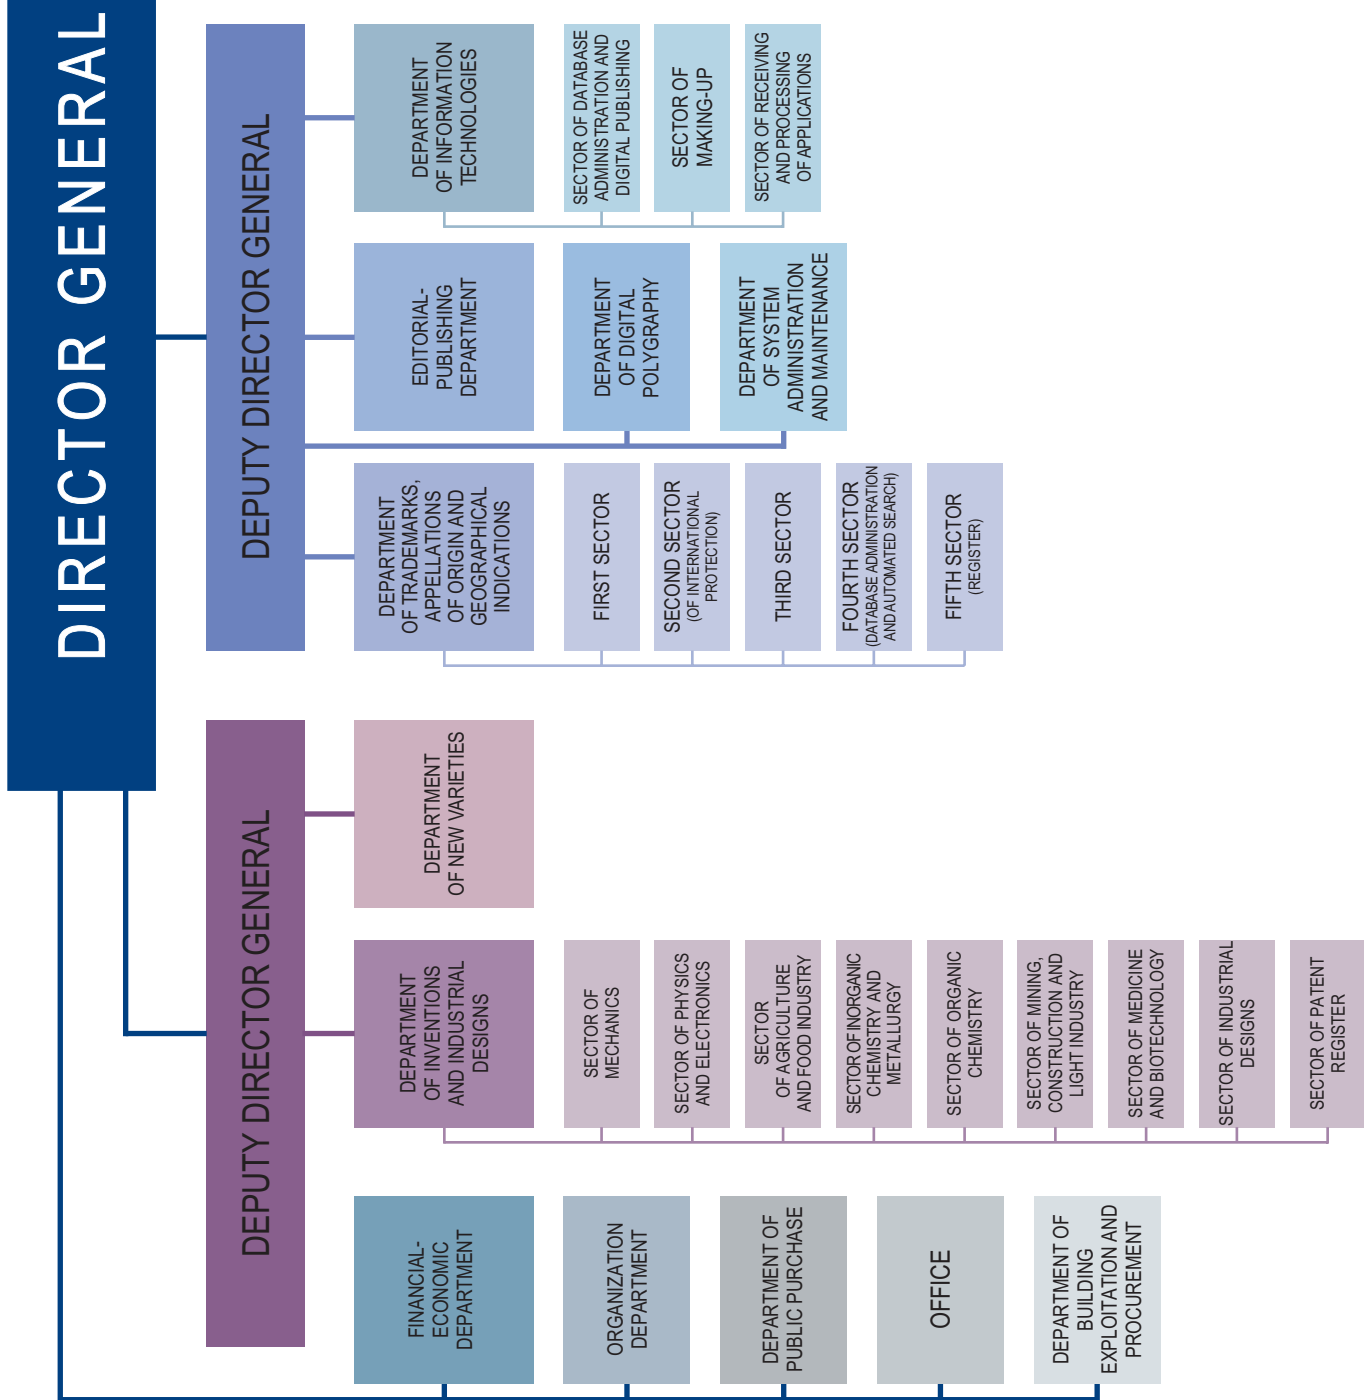 DIRECTOR GENERAL
DEPUTY DIRECTOR GENERAL
DEPUTY DIRECTOR GENERAL
FINANCIAL-
ECONOMIC
DEPARTMENT
ORGANIZATION
DEPARTMENT
DEPARTMENT OF
PUBLIC PURCHASE
OFFICE
DEPARTMENT OF
BUILDING
EXPLOITATION AND
PROCUREMENT
DEPARTMENT
OF INVENTIONS
AND INDUSTRIAL
DESIGNS
SECTOR OF
MECHANICS
SECTOR OF PHYSICS
AND ELECTRONICS
SECTOR
OF AGRICULTURE
AND FOOD INDUSTRY
SECTOR OF INORGANIC
CHEMISTRY AND
METALLURGY
SECTOR OF ORGANIC
CHEMISTRY
SECTOR OF MINING,
CONSTRUCTION AND
LIGHT INDUSTRY
SECTOR OF MEDICINE
AND BIOTECHNOLOGY
SECTOR OF INDUSTRIAL
DESIGNS
SECTOR OF PATENT
REGISTER
DEPARTMENT
OF NEW VARIETIES
DEPARTMENT
OF TRADEMARKS,
APPELLATIONS
OF ORIGIN AND
GEOGRAPHICAL
INDICATIONS
FIRST SECTOR
SECOND SECTOR
(OF INTERNATIONAL
PROTECTION)
THIRD SECTOR
FOURTH SECTOR
(DATABASE ADMINISTRATION
AND AUTOMATED SEARCH)
FIFTH SECTOR
(REGISTER)
EDITORIAL-
PUBLISHING
DEPARTMENT
DEPARTMENT
OF DIGITAL
POLYGRAPHY
DEPARTMENT
OF SYSTEM
ADMINISTRATION
AND MAINTENANCE
DEPARTMENT
OF INFORMATION
TECHNOLOGIES
SECTOR OF DATABASE
ADMINISTRATION AND
DIGITAL PUBLISHING
SECTOR OF
MAKING-UP
SECTOR OF RECEIVING
AND PROCESSING
OF APPLICATIONS